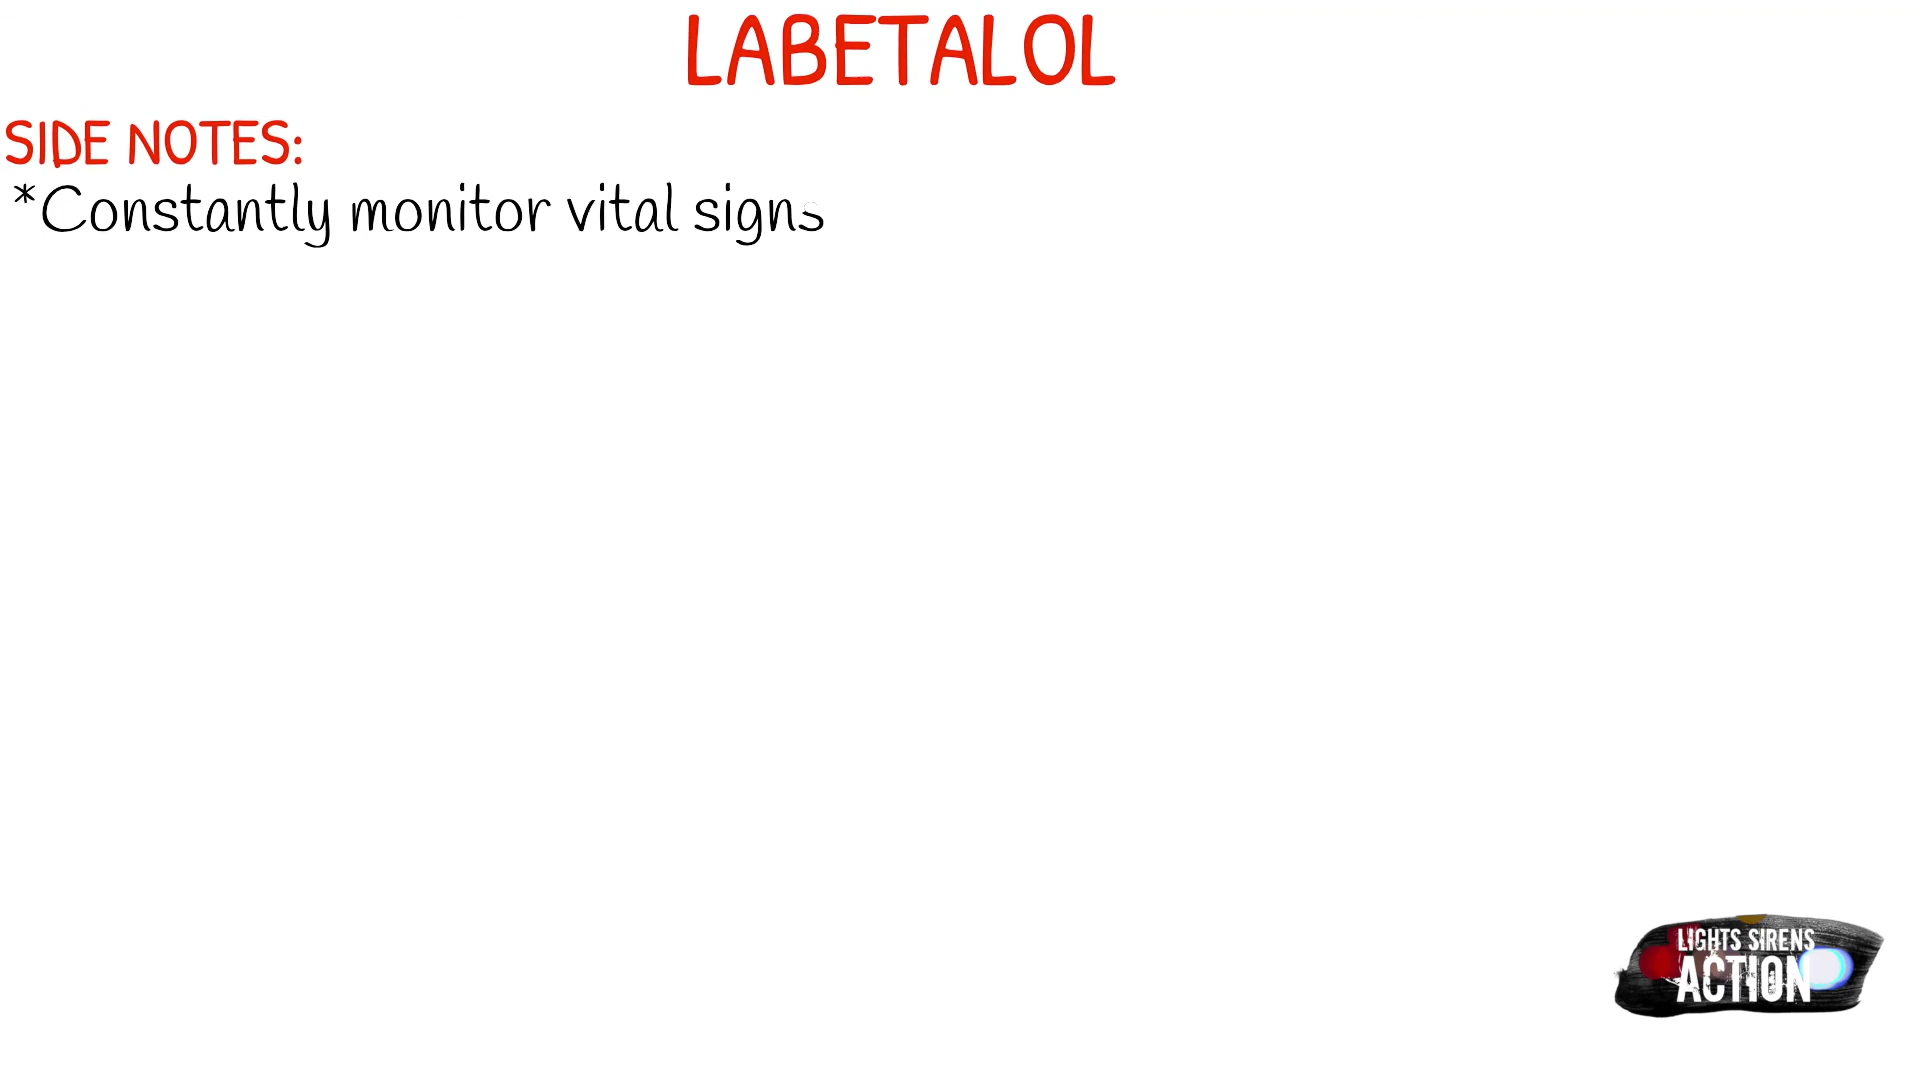 LABETALOL
SIDE NOTES:
*Constantly monitor vital signs
LIGHTS SIRENS
ACTION